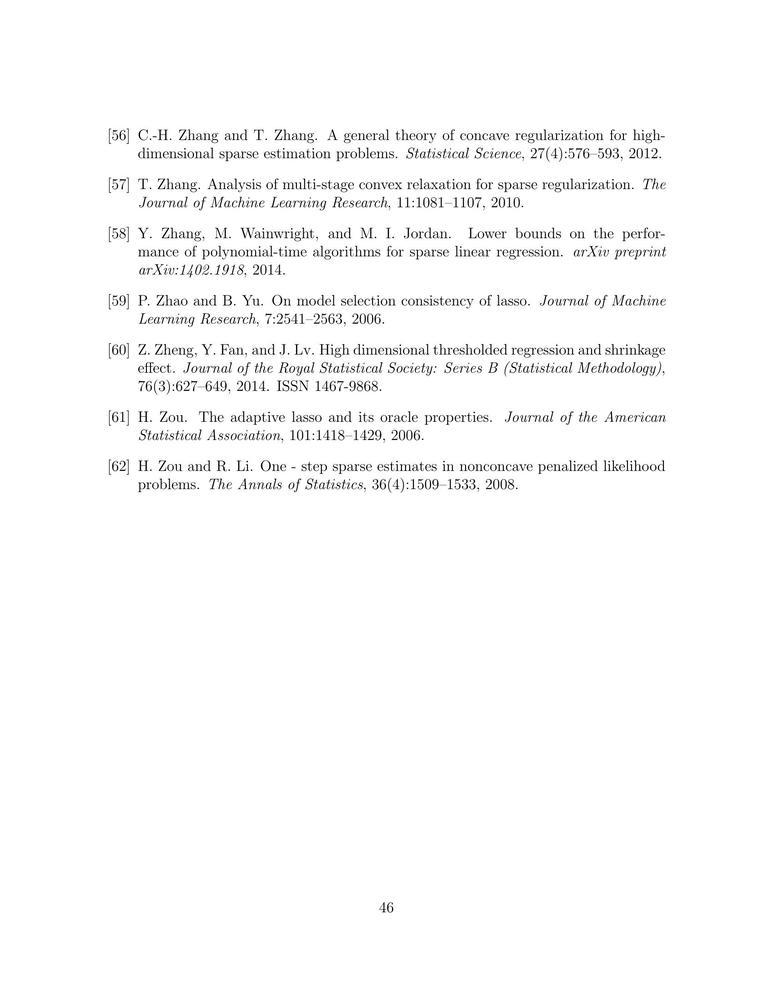 [56] C.-H. Zhang and T. Zhang. A general theory of concave regularization for high-
dimensional sparse estimation problems. Statistical Science, 27(4):576–593, 2012.
[57] T. Zhang. Analysis of multi-stage convex relaxation for sparse regularization. The
Journal of Machine Learning Research, 11:1081–1107, 2010.
[58] Y. Zhang, M. Wainwright, and M. I. Jordan. Lower bounds on the perfor-
mance of polynomial-time algorithms for sparse linear regression. arXiv preprint
arXiv:1402.1918, 2014.
[59] P. Zhao and B. Yu. On model selection consistency of lasso. Journal of Machine
Learning Research, 7:2541–2563, 2006.
[60] Z. Zheng, Y. Fan, and J. Lv. High dimensional thresholded regression and shrinkage
effect. Journal of the Royal Statistical Society: Series B (Statistical Methodology),
76(3):627–649, 2014. ISSN 1467-9868.
[61] H. Zou. The adaptive lasso and its oracle properties. Journal of the American
Statistical Association, 101:1418–1429, 2006.
[62] H. Zou and R. Li. One - step sparse estimates in nonconcave penalized likelihood
problems. The Annals of Statistics, 36(4):1509–1533, 2008.
46